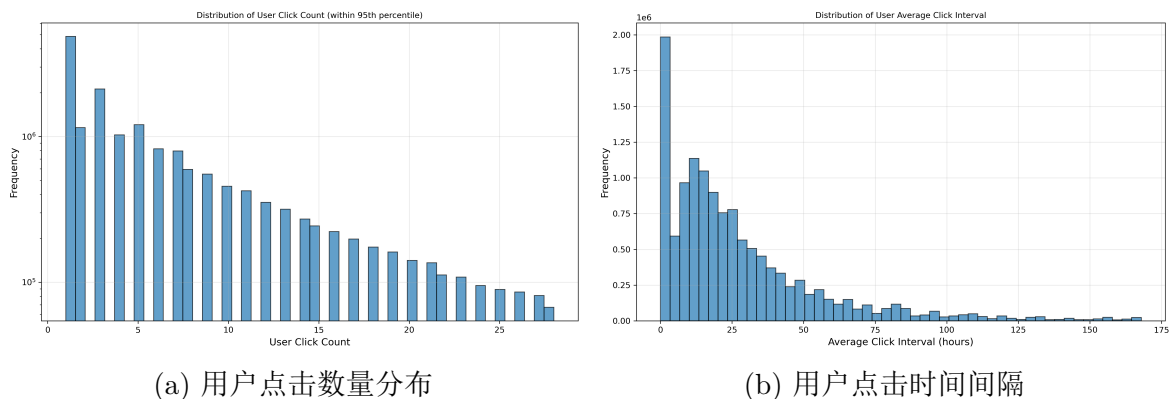 Distribution of User Click Count (within 95th percentile)
Frequency
10^6
10^5
0 5 10 15 20 25
User Click Count
(a) 用户点击数量分布
Distribution of User Average Click Interval
1e6
Frequency
2.00
1.75
1.50
1.25
1.00
0.75
0.50
0.25
0.00
0 25 50 75 100 125 150 175
Average Click Interval (hours)
(b) 用户点击时间间隔